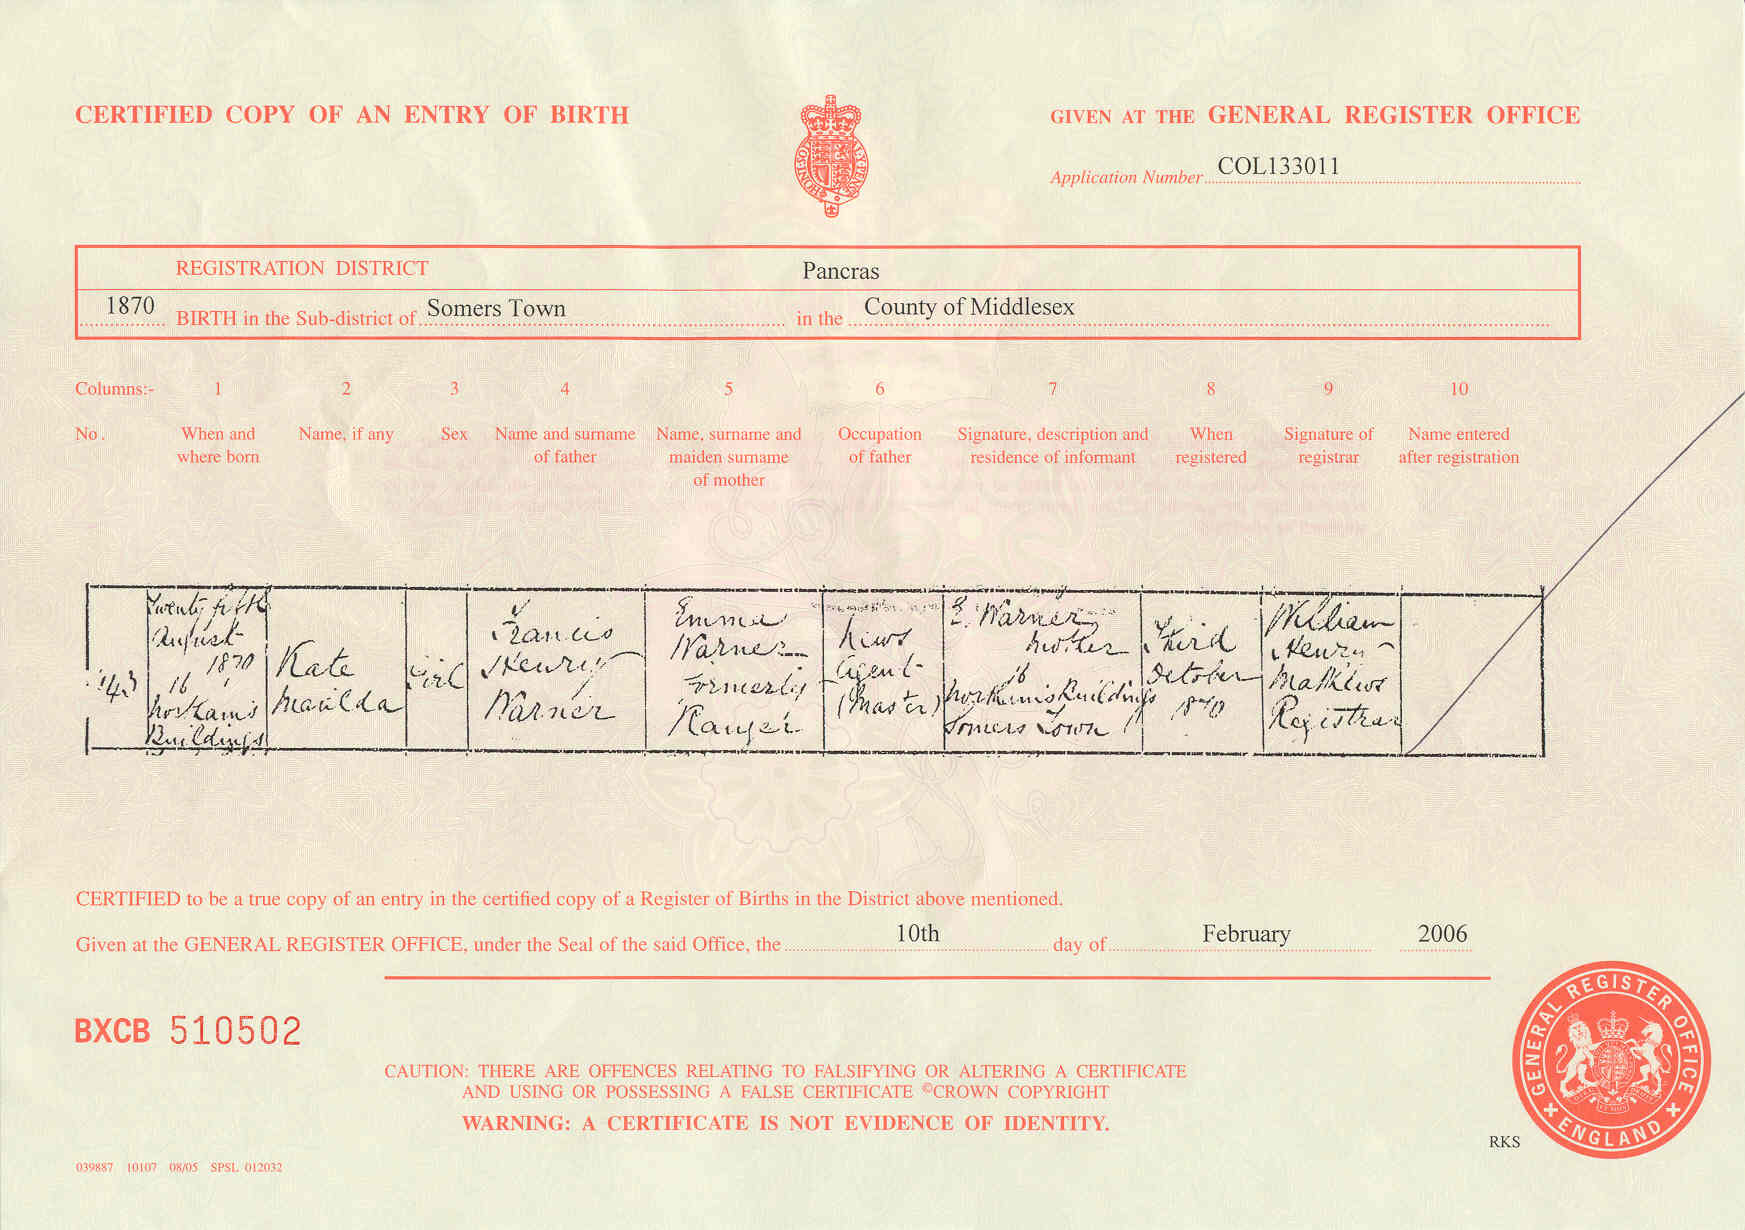 CERTIFIED COPY OF AN ENTRY OF BIRTH
GIVEN AT THE GENERAL REGISTER OFFICE
Application Number COL133011
REGISTRATION DISTRICT Pancras
1870 BIRTH in the Sub-district of Somers Town in the County of Middlesex
Columns:- 1 2 3 4 5 6 7 8 9 10
No.
When and
where born
Name, if any
Sex
Name and surname
of father
Name, surname and
maiden surname
of mother
Occupation
of father
Signature, description and
residence of informant
When
registered
Signature of
registrar
Name entered
after registration
143
Twenty fifth
August
1870
16
Northam's
Buildings
Kate
Matilda
Girl
Francis
Henry
Warner
Emma
Warner
Formerly
Ranger
News
Agent
(Master)
E. Warner
Mother
16
Northam's Buildings
Somers Town
Third
October
1870
William
Henry
Mathews
Registrar
CERTIFIED to be a true copy of an entry in the certified copy of a Register of Births in the District above mentioned.
Given at the GENERAL REGISTER OFFICE, under the Seal of the said Office, the 10th day of February 2006
BXCB 510502
CAUTION: THERE ARE OFFENCES RELATING TO FALSIFYING OR ALTERING A CERTIFICATE
AND USING OR POSSESSING A FALSE CERTIFICATE ©CROWN COPYRIGHT
WARNING: A CERTIFICATE IS NOT EVIDENCE OF IDENTITY.
GENERAL REGISTER OFFICE
ENGLAND
RKS
039887 10107 08/05 SPSL 012032